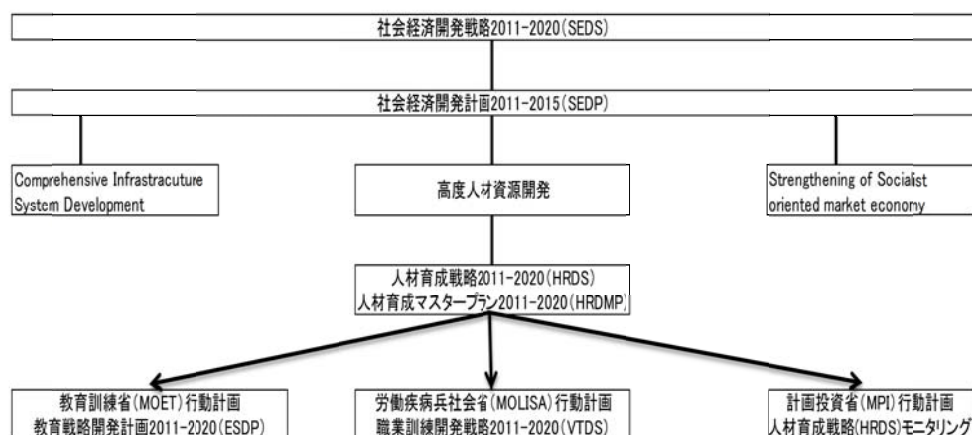 社会経済開発戦略2011-2020(SEDS)
社会経済開発計画2011-2015(SEDP)
Comprehensive Infrastracuture
System Development
高度人材資源開発
Strengthening of Socialist
oriented market economy
人材育成戦略2011-2020(HRDS)
人材育成マスタープラン2011-2020(HRDMP)
教育訓練省(MOET)行動計画
教育戦略開発計画2011-2020(ESDP)
労働疾病兵社会省(MOLISA)行動計画
職業訓練開発戦略2011-2020(VTDS)
計画投資省(MPI)行動計画
人材育成戦略(HRDS)モニタリング